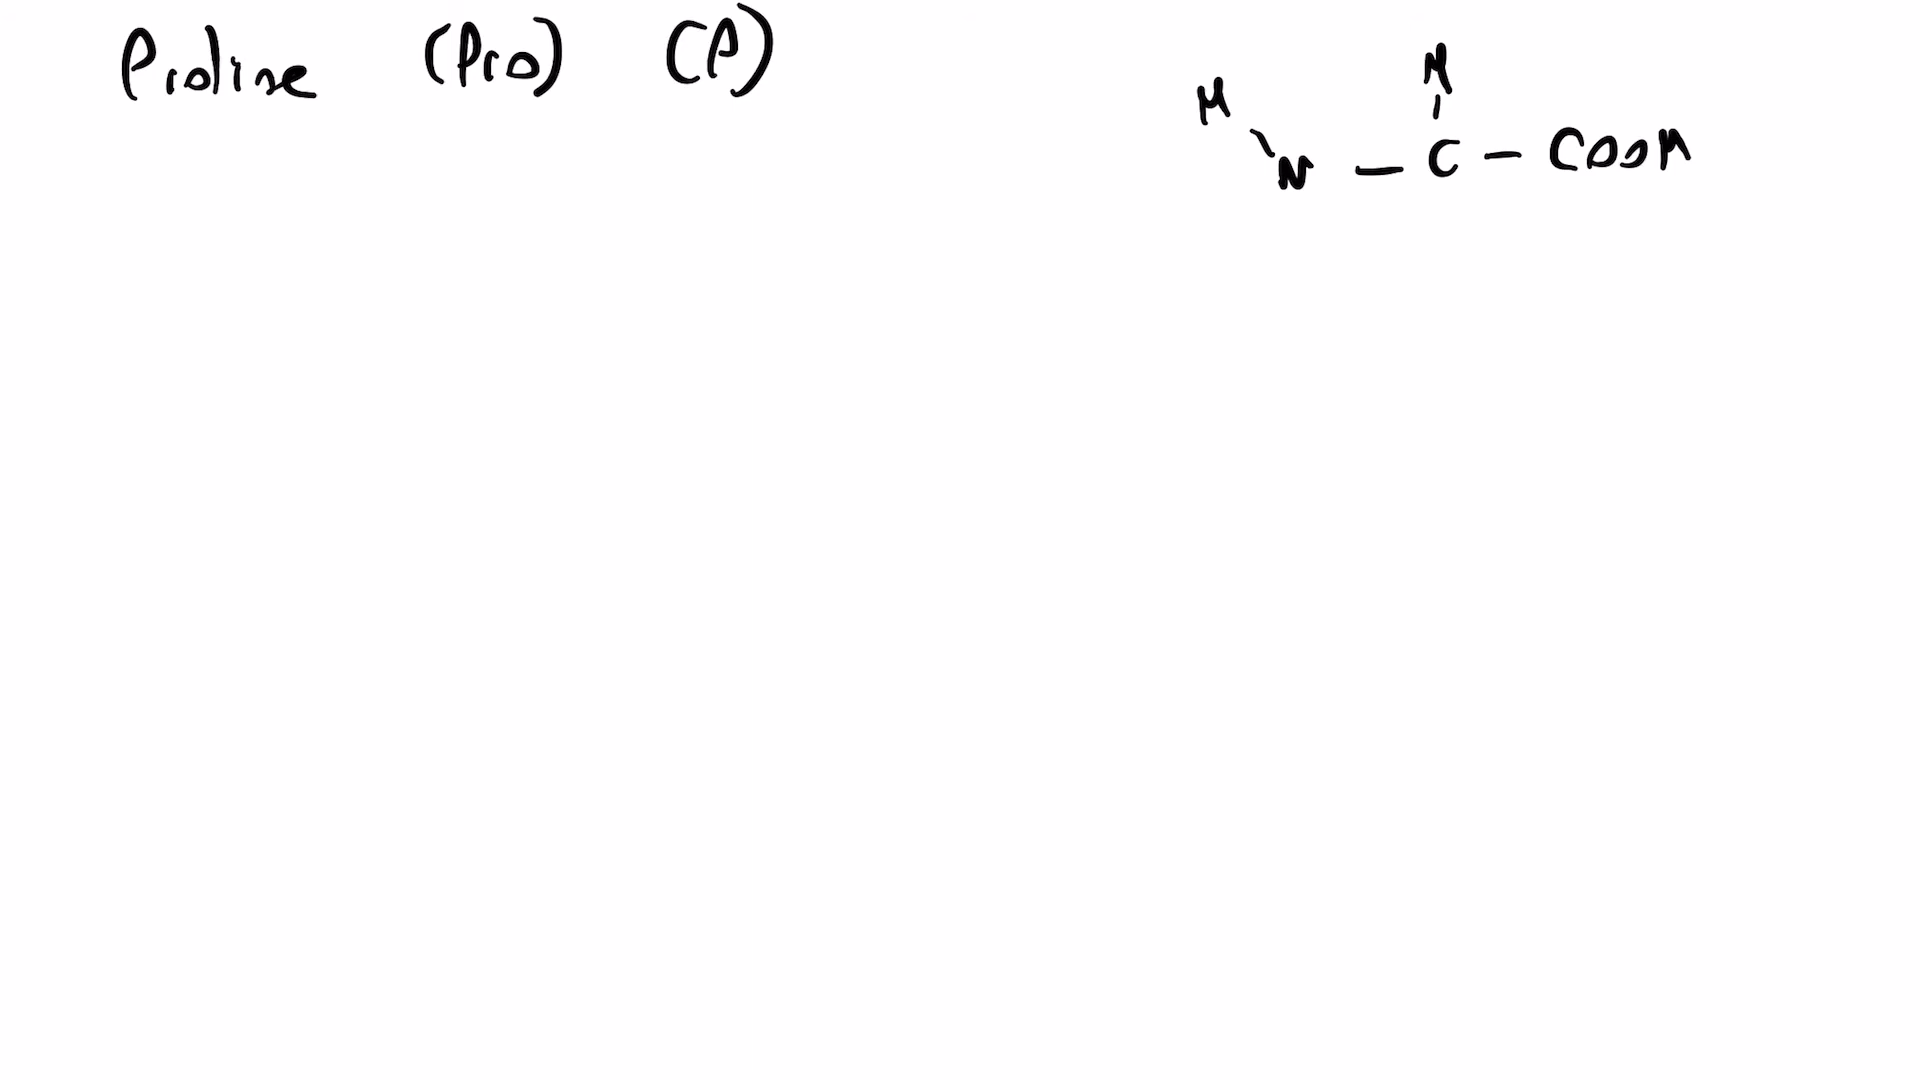 Proline (Pro) (P)
H
H
N - C - COOH